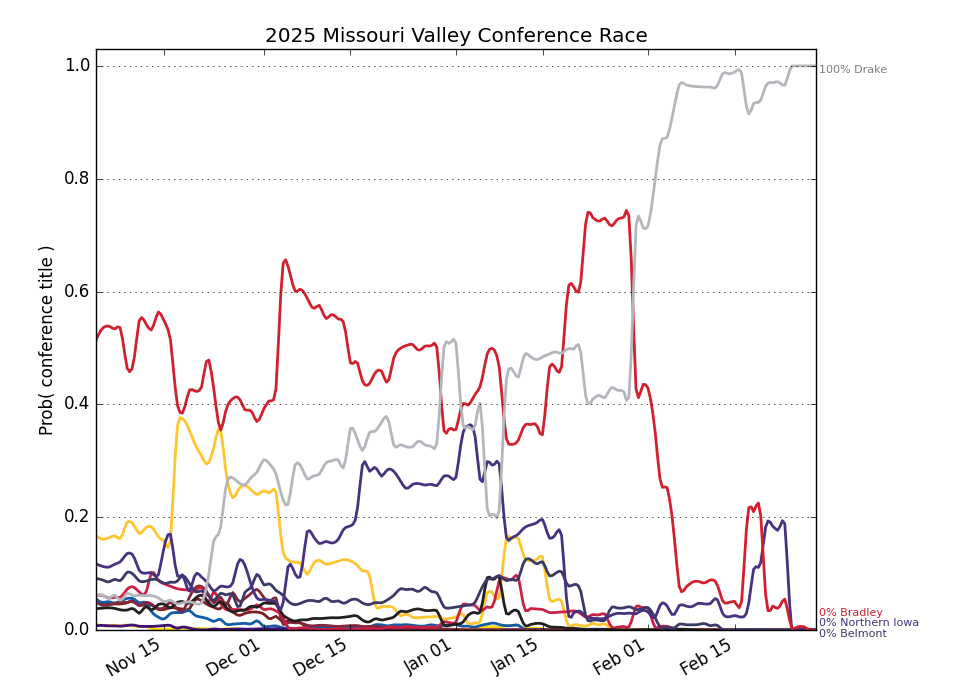 2025 Missouri Valley Conference Race
Prob( conference title )
1.0
0.8
0.6
0.4
0.2
0.0
100% Drake
0% Bradley
0% Northern Iowa
0% Belmont
Nov 15
Dec 01
Dec 15
Jan 01
Jan 15
Feb 01
Feb 15